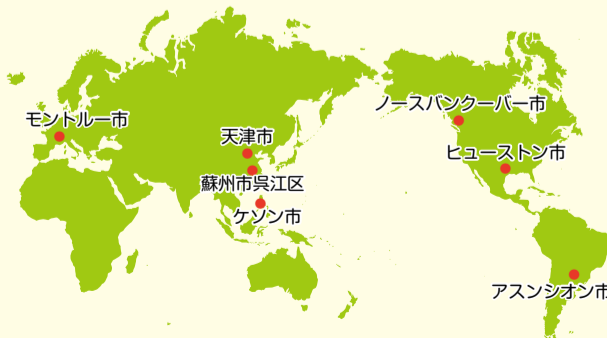 モントルー市
天津市
蘇州市呉江区
ケソン市
ノースバンクーバー市
ヒューストン市
アスンシオン市